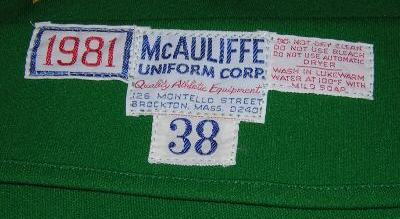 1981
McAULIFFE
UNIFORM CORP.
Quality Athletic Equipment
126 MONTELLO STREET
BROCKTON, MASS. 02401
38
DO NOT DRY CLEAN
DO NOT USE BLEACH
DO NOT USE AUTOMATIC
DRYER
WASH IN LUKEWARM
WATER AT 100°F WITH
MILD SOAP.